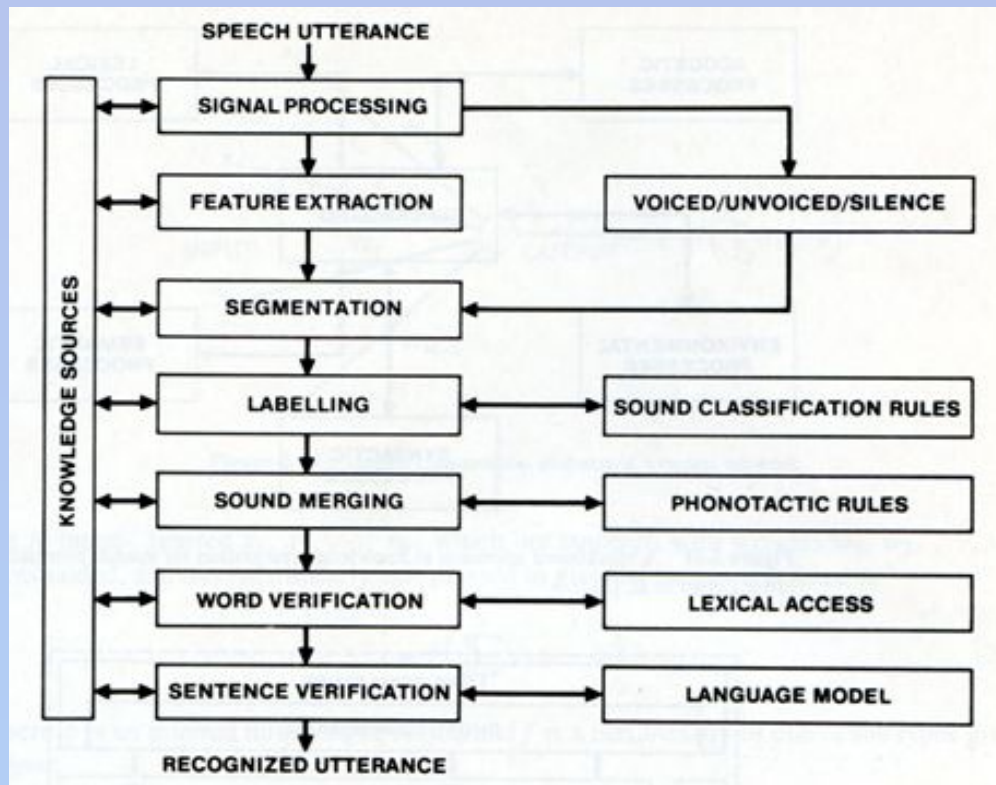 SPEECH UTTERANCE
SIGNAL PROCESSING
FEATURE EXTRACTION
VOICED/UNVOICED/SILENCE
SEGMENTATION
KNOWLEDGE SOURCES
LABELLING
SOUND CLASSIFICATION RULES
SOUND MERGING
PHONOTACTIC RULES
WORD VERIFICATION
LEXICAL ACCESS
SENTENCE VERIFICATION
LANGUAGE MODEL
RECOGNIZED UTTERANCE